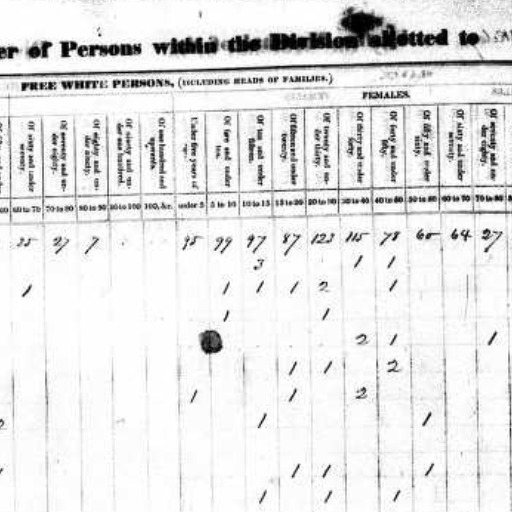 er of Persons within the Division allotted to
FREE WHITE PERSONS, (INCLUDING HEADS OF FAMILIES.)
FEMALES.
Of sixty and under seventy.
Of seventy and under eighty.
Of eighty and under ninety.
Of ninety and under one hundred.
Of one hundred and upwards.
Under five years of age.
Of five and under ten.
Of ten and under fifteen.
Of fifteen and under twenty.
Of twenty and under thirty.
Of thirty and under forty.
Of forty and under fifty.
Of fifty and under sixty.
Of sixty and under seventy.
Of seventy and under eighty.
60 60 to 70 70 to 80 80 to 90 90 to 100 100, &c. under 5 5 to 10 10 to 15 15 to 20 20 to 30 30 to 40 40 to 50 50 to 60 60 to 70 70 to 80
27 7 95 99 97 87 123 115 78 60 64 27
3 1 1
1 1 1 1 2 1
1 1
2 1 1
1 1 2
1 1 2
1 1
1 1 1 1
1 1 1